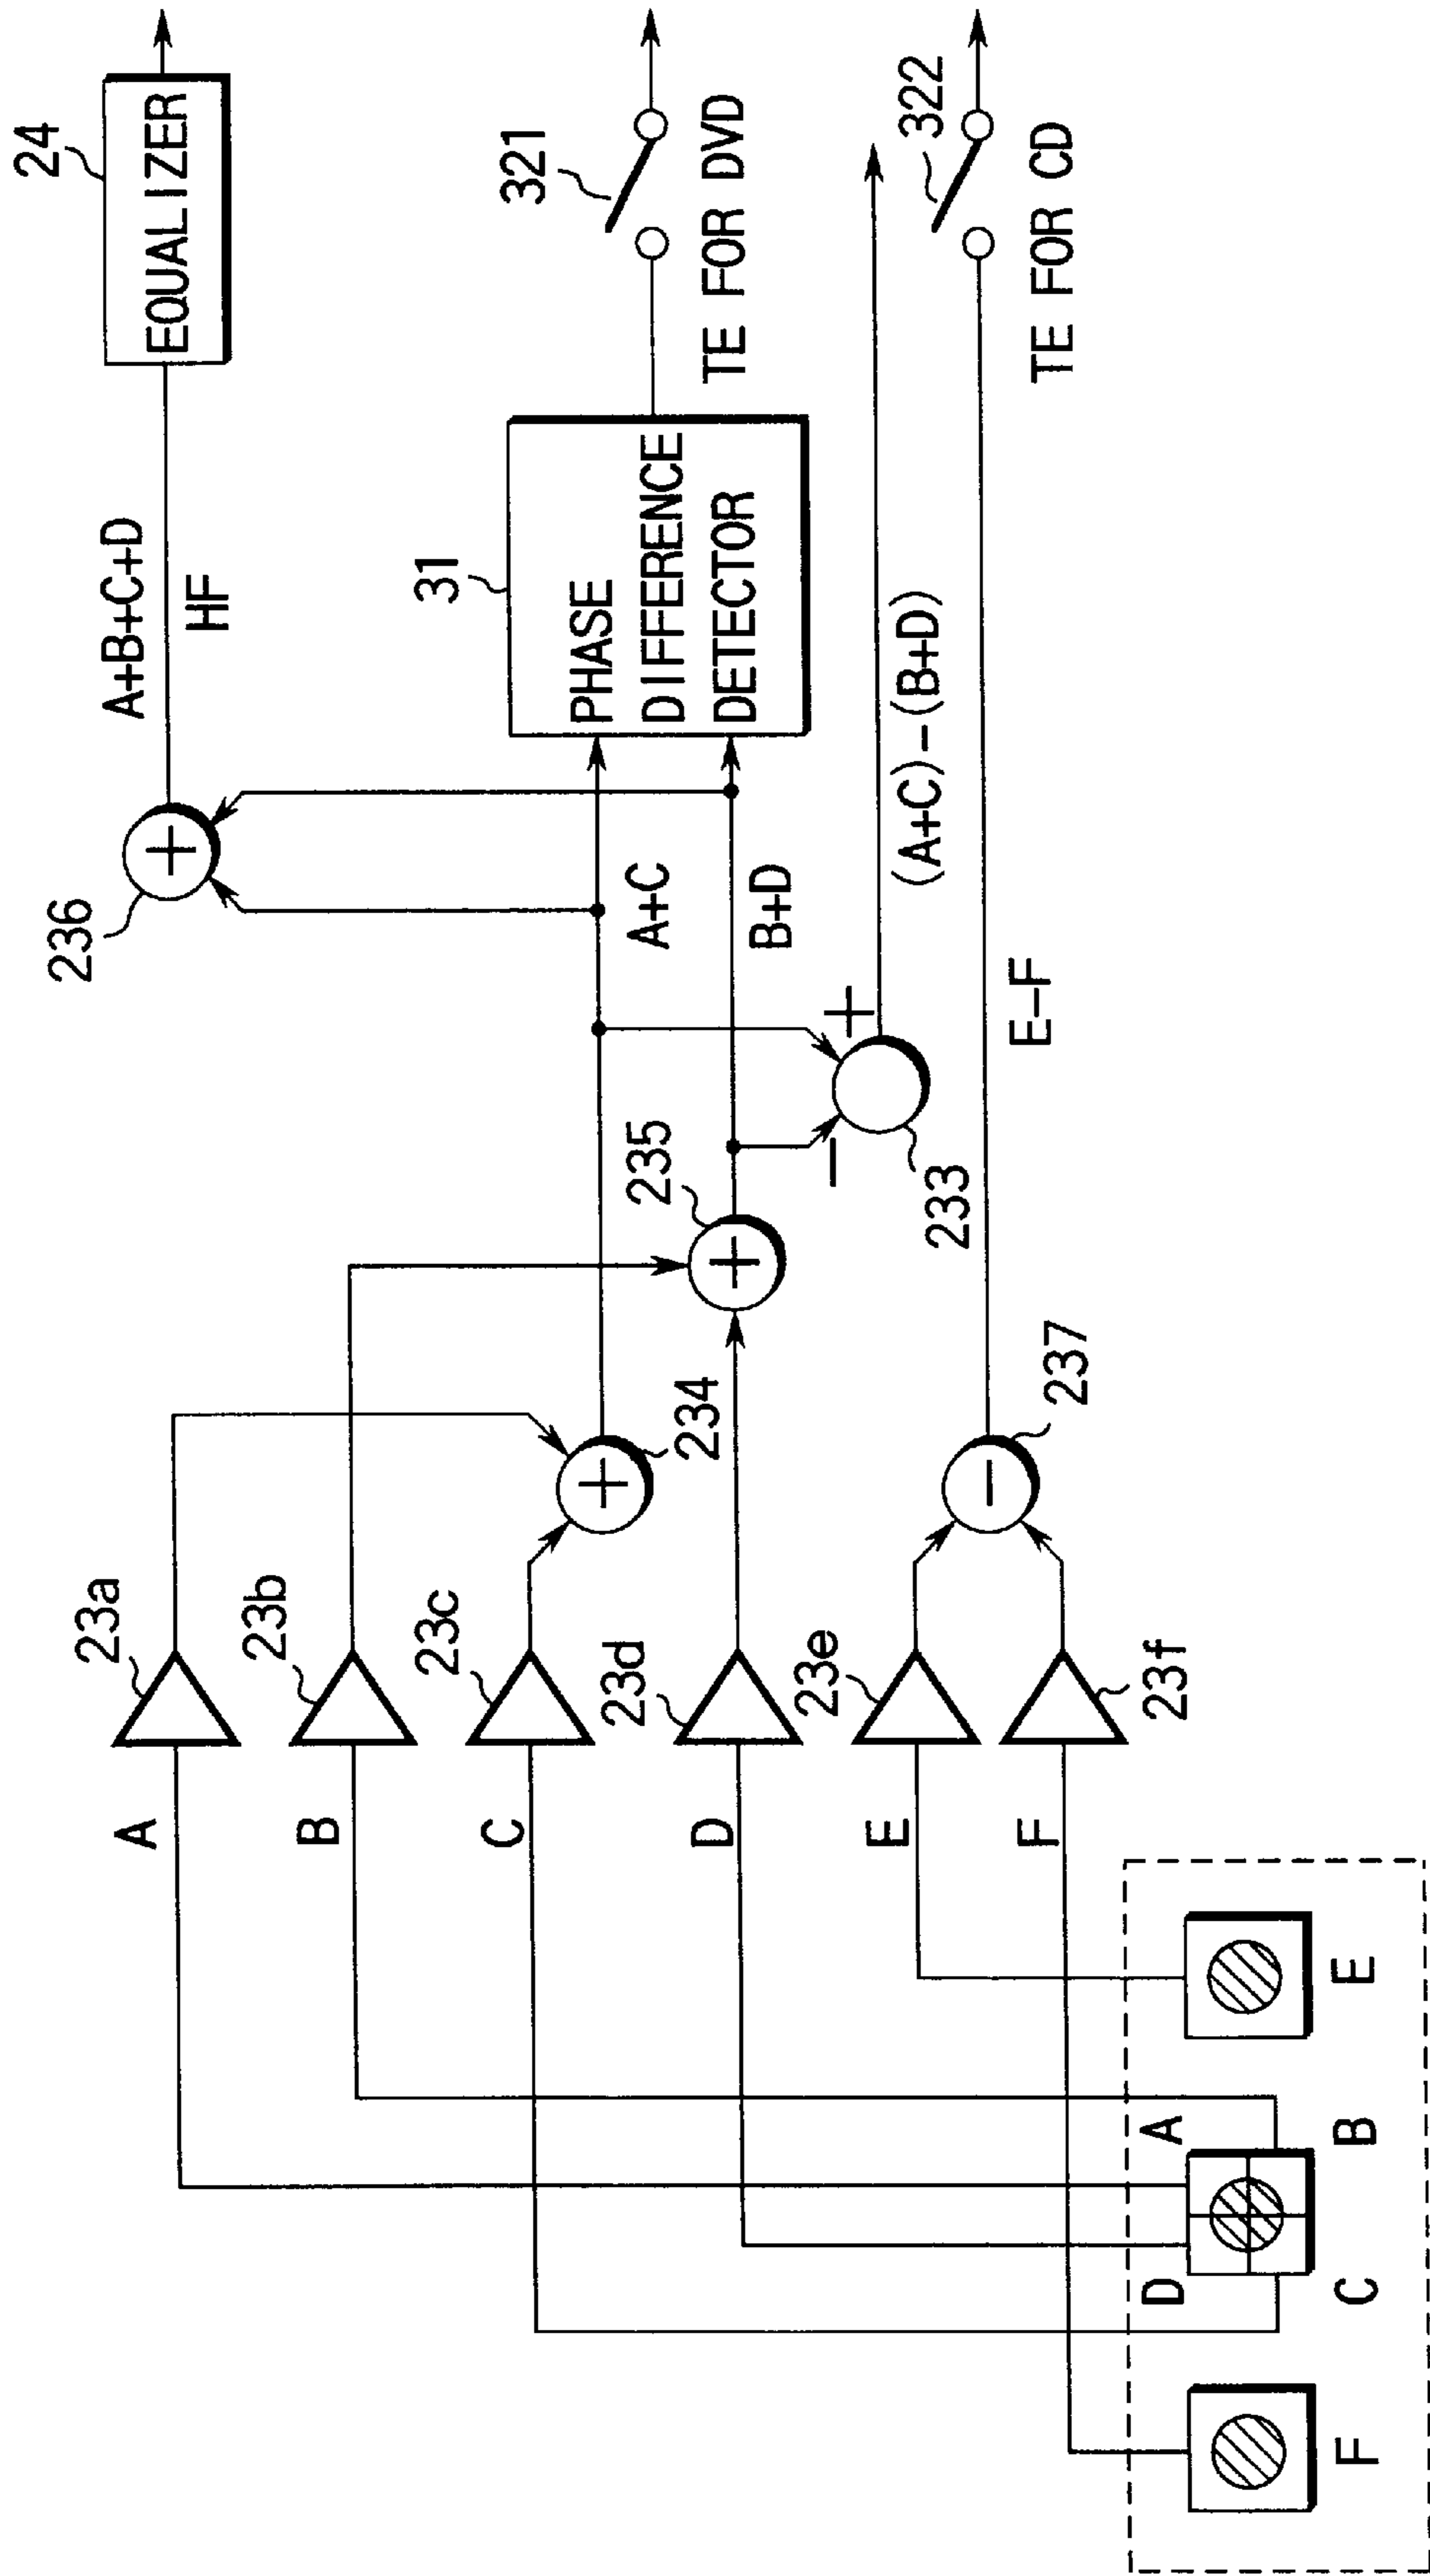 24
EQUALIZER
A+B+C+D
HF
236
321
TE FOR DVD
31
PHASE
DIFFERENCE
DETECTOR
A+C
B+D
322
TE FOR CD
(A+C)-(B+D)
+
-
233
E-F
+
+
235
+
234
-
237
23a
23b
23c
23d
23e
23f
A
B
C
D
E
F
F
D
A
C
B
E